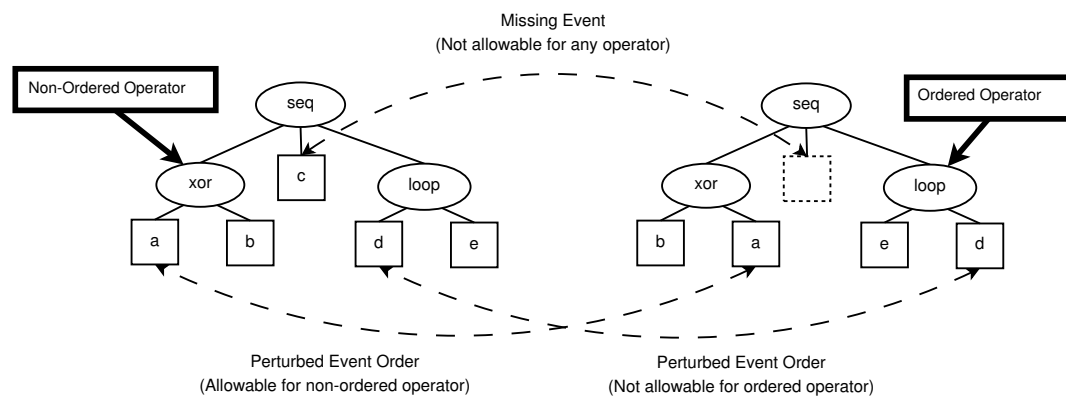 Missing Event
(Not allowable for any operator)
Non-Ordered Operator
Ordered Operator
seq
seq
c
xor
loop
xor
loop
a
b
d
e
b
a
e
d
Perturbed Event Order
(Allowable for non-ordered operator)
Perturbed Event Order
(Not allowable for ordered operator)